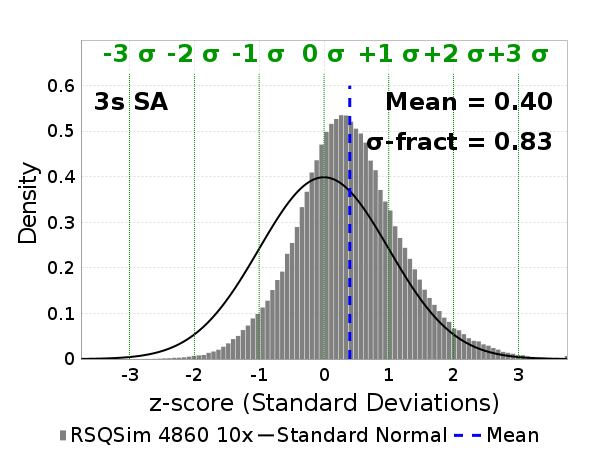 -3 σ -2 σ -1 σ 0 σ +1 σ +2 σ +3 σ
0.6
3s SA
Mean = 0.40
0.5
σ-fract = 0.83
0.4
0.3
0.2
0.1
0
Density
-3 -2 -1 0 1 2 3
z-score (Standard Deviations)
RSQSim 4860 10x Standard Normal Mean